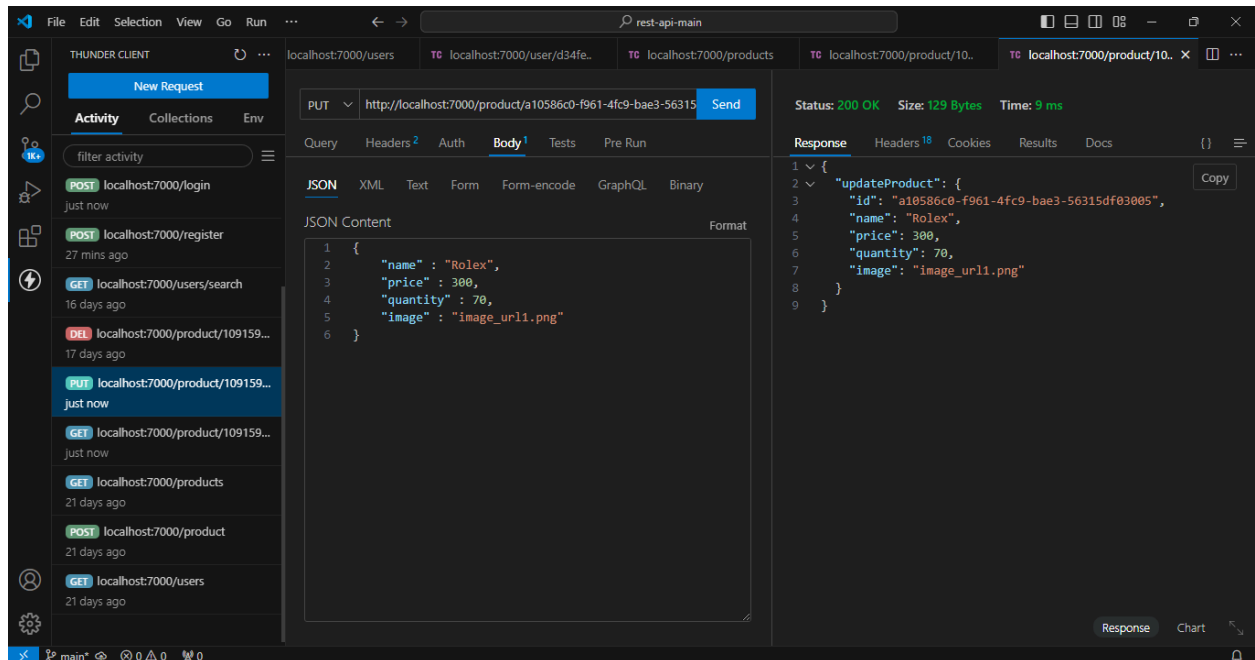 File Edit Selection View Go Run ··· rest-api-main
THUNDER CLIENT
New Request
Activity Collections Env
filter activity
1K+
POST localhost:7000/login
just now
POST localhost:7000/register
27 mins ago
GET localhost:7000/users/search
16 days ago
DEL localhost:7000/product/109159...
17 days ago
PUT localhost:7000/product/109159...
just now
GET localhost:7000/product/109159...
just now
GET localhost:7000/products
21 days ago
POST localhost:7000/product
21 days ago
GET localhost:7000/users
21 days ago
localhost:7000/users TC localhost:7000/user/d34fe.. TC localhost:7000/products TC localhost:7000/product/10.. TC localhost:7000/product/10..
PUT http://localhost:7000/product/a10586c0-f961-4fc9-bae3-56315 Send
Query Headers 2 Auth Body 1 Tests Pre Run
JSON XML Text Form Form-encode GraphQL Binary
JSON Content Format
1 {
2 "name" : "Rolex",
3 "price" : 300,
4 "quantity" : 70,
5 "image" : "image_url1.png"
6 }
Status: 200 OK Size: 129 Bytes Time: 9 ms
Response Headers 18 Cookies Results Docs { }
Copy
1 {
2 "updateProduct": {
3 "id": "a10586c0-f961-4fc9-bae3-56315df03005",
4 "name": "Rolex",
5 "price": 300,
6 "quantity": 70,
7 "image": "image_url1.png"
8 }
9 }
Response Chart
main* 0 0 0